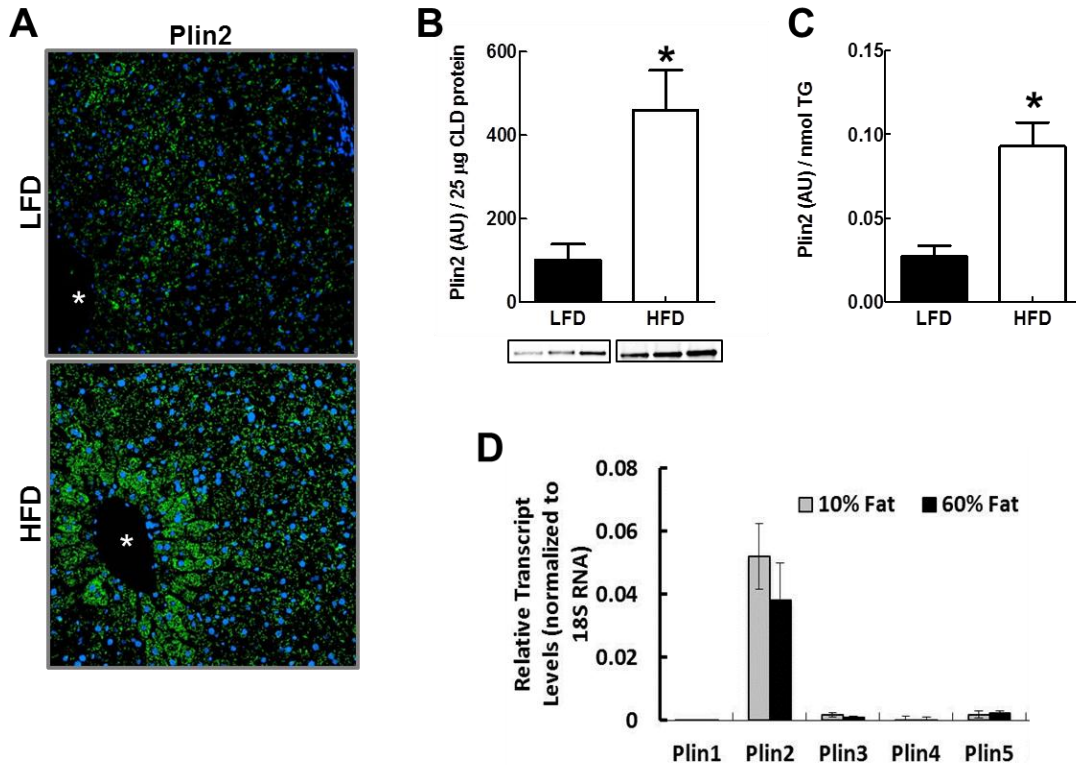 A
Plin2
LFD
*
HFD
*
B
Plin2 (AU) / 25 µg CLD protein
600
400
200
0
*
LFD
HFD
C
Plin2 (AU) / nmol TG
0.15
0.10
0.05
0.00
*
LFD
HFD
D
Relative Transcript
Levels (normalized to
18S RNA)
0.08
0.06
0.04
0.02
0
10% Fat
60% Fat
Plin1
Plin2
Plin3
Plin4
Plin5